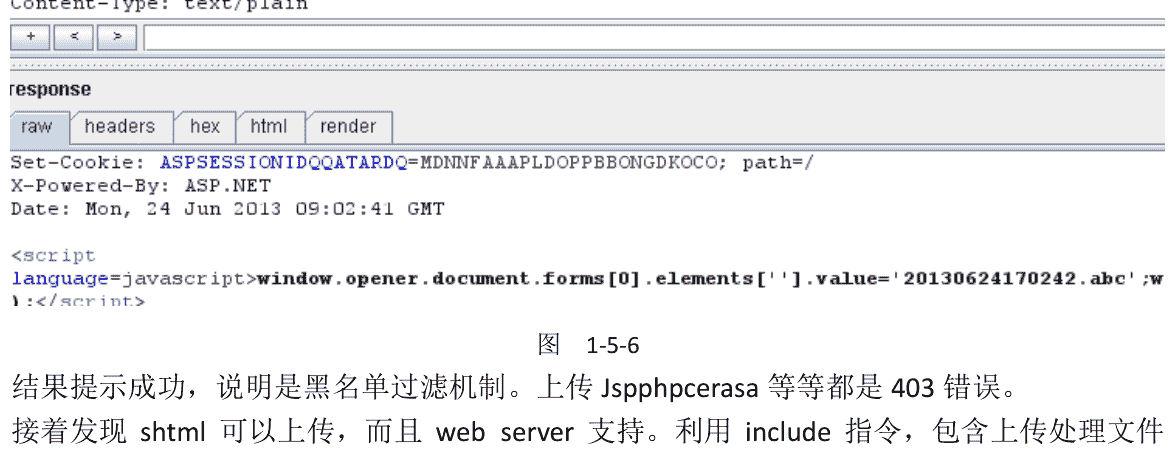 Content-Type: text/plain
+ < >
response
raw headers hex html render
Set-Cookie: ASPSESSIONIDQQATARDQ=MDNNFAAAPLDOPPBBONGDKOCO; path=/
X-Powered-By: ASP.NET
Date: Mon, 24 Jun 2013 09:02:41 GMT
<script
language=javascript>window.opener.document.forms[0].elements[''].value='20130624170242.abc';w
);</script>
图 1-5-6
结果提示成功，说明是黑名单过滤机制。上传 Jspphpcerasa 等等都是 403 错误。
接着发现 shtml 可以上传，而且 web server 支持。利用 include 指令，包含上传处理文件